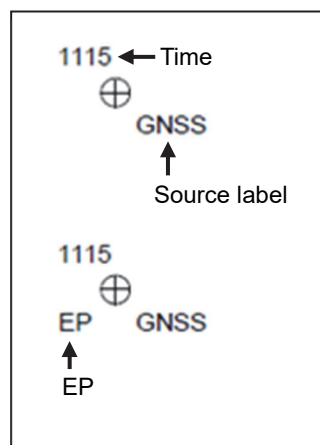 1115 Time
GNSS
Source label
1115
EP GNSS
EP